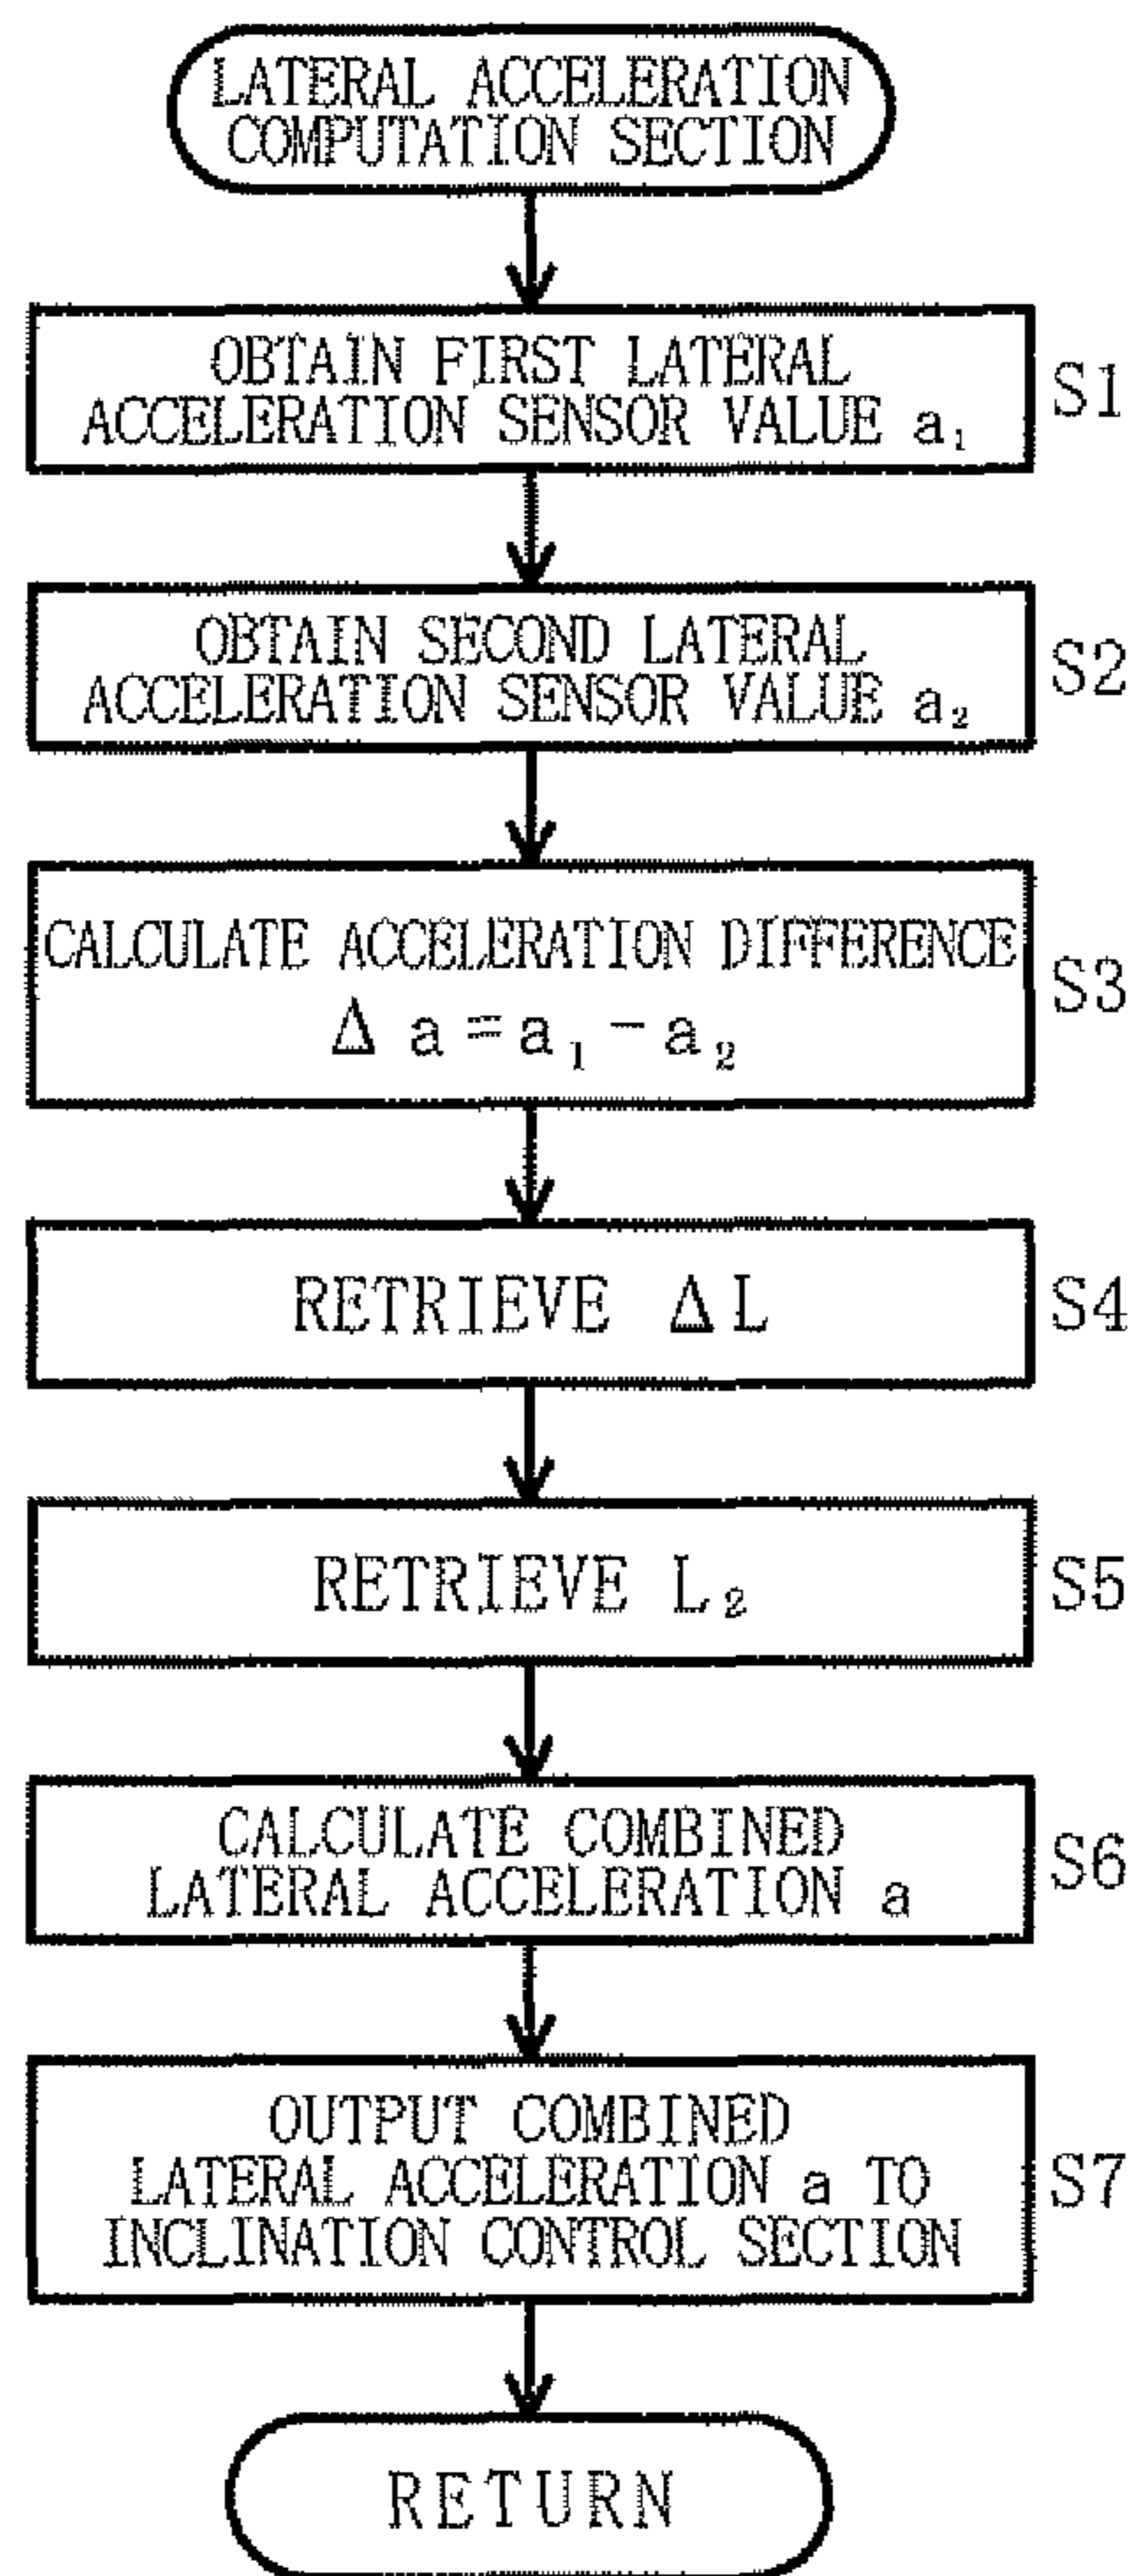 LATERAL ACCELERATION
COMPUTATION SECTION
OBTAIN FIRST LATERAL
ACCELERATION SENSOR VALUE a₁
S1
OBTAIN SECOND LATERAL
ACCELERATION SENSOR VALUE a₂
S2
CALCULATE ACCELERATION DIFFERENCE
Δ a = a₁ - a₂
S3
RETRIEVE ΔL
S4
RETRIEVE L₂
S5
CALCULATE COMBINED
LATERAL ACCELERATION a
S6
OUTPUT COMBINED
LATERAL ACCELERATION a TO
INCLINATION CONTROL SECTION
S7
RETURN